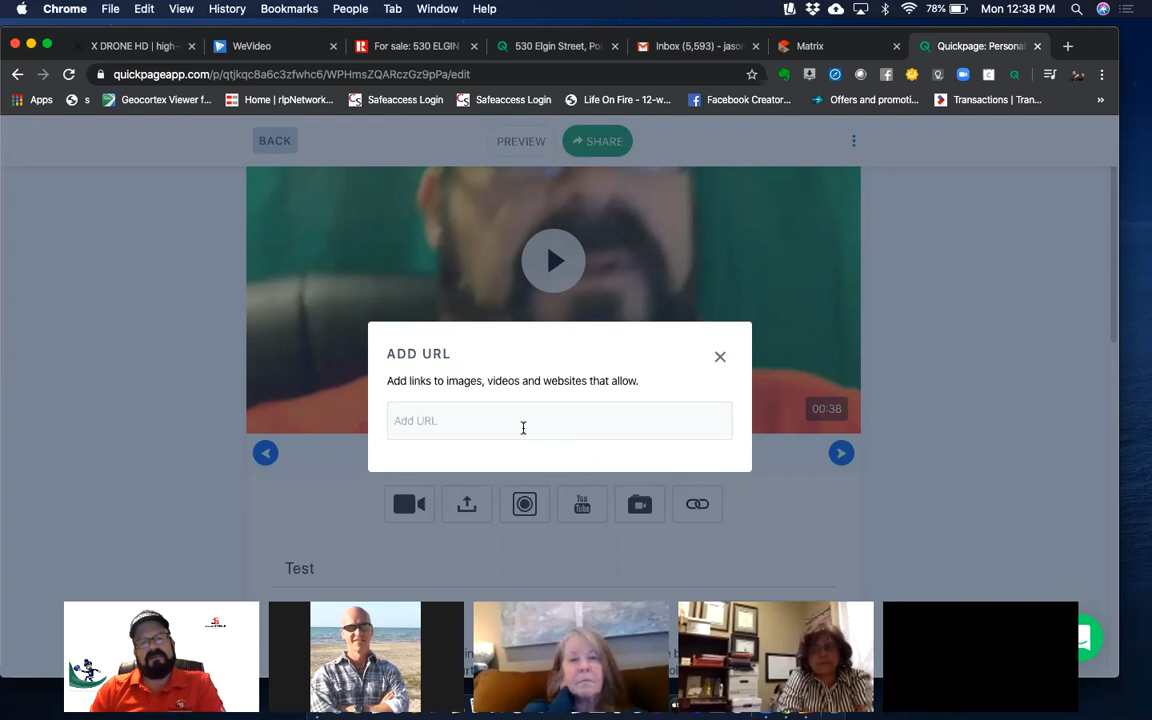 Chrome File Edit View History Bookmarks People Tab Window Help 78% Mon 12:38 PM
X DRONE HD | high-
WeVideo
For sale: 530 ELGIN
530 Elgin Street, Po
Inbox (5,593) - jason
Matrix
Quickpage: Personal
quickpageapp.com/p/qtjkqc8a6c3zfwhc6/WPHmsZQARczGz9pPa/edit
Apps
s
Geocortex Viewer f...
Home | rlpNetwork...
Safeaccess Login
Safeaccess Login
Life On Fire - 12-w...
Facebook Creator...
Offers and promoti...
Transactions | Tran...
BACK
PREVIEW
SHARE
ADD URL
Add links to images, videos and websites that allow.
Add URL
00:38
You
Tube
Test